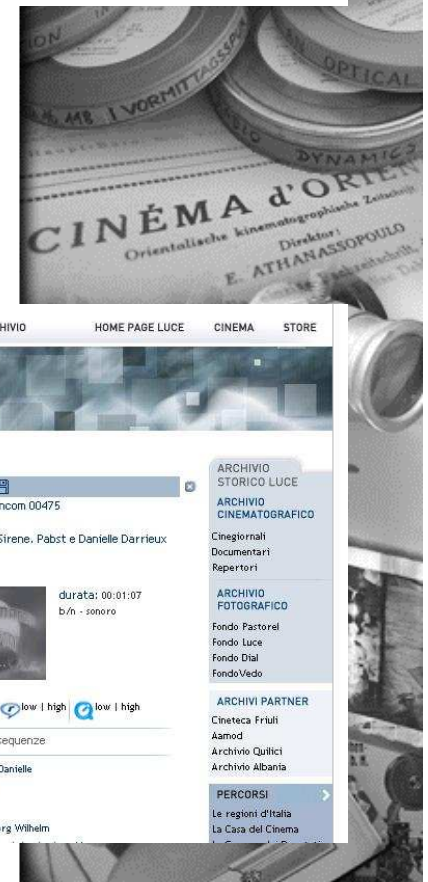 I VORMITTAGSSPU
OPTICAL
DYNAMICS
CINÉMA d'ORIEN
Orientalische kinematographische Zeitschrift
Direktor:
E. ATHANASSOPOULO
HIVIO HOME PAGE LUCE CINEMA STORE
ncom 00475
Sirene, Pabst e Danielle Darrieux
durata: 00:01:07
b/n - sonoro
low | high low | high
equenze
Danielle
rg Wilhelm
ARCHIVIO
STORICO LUCE
ARCHIVIO
CINEMATOGRAFICO
Cinegiornali
Documentari
Repertori
ARCHIVIO
FOTOGRAFICO
Fondo Pastorel
Fondo Luce
Fondo Dial
FondoVedo
ARCHIVI PARTNER
Cineteca Friuli
Aamod
Archivio Quilici
Archivio Albania
PERCORSI
Le regioni d'Italia
La Casa del Cinema